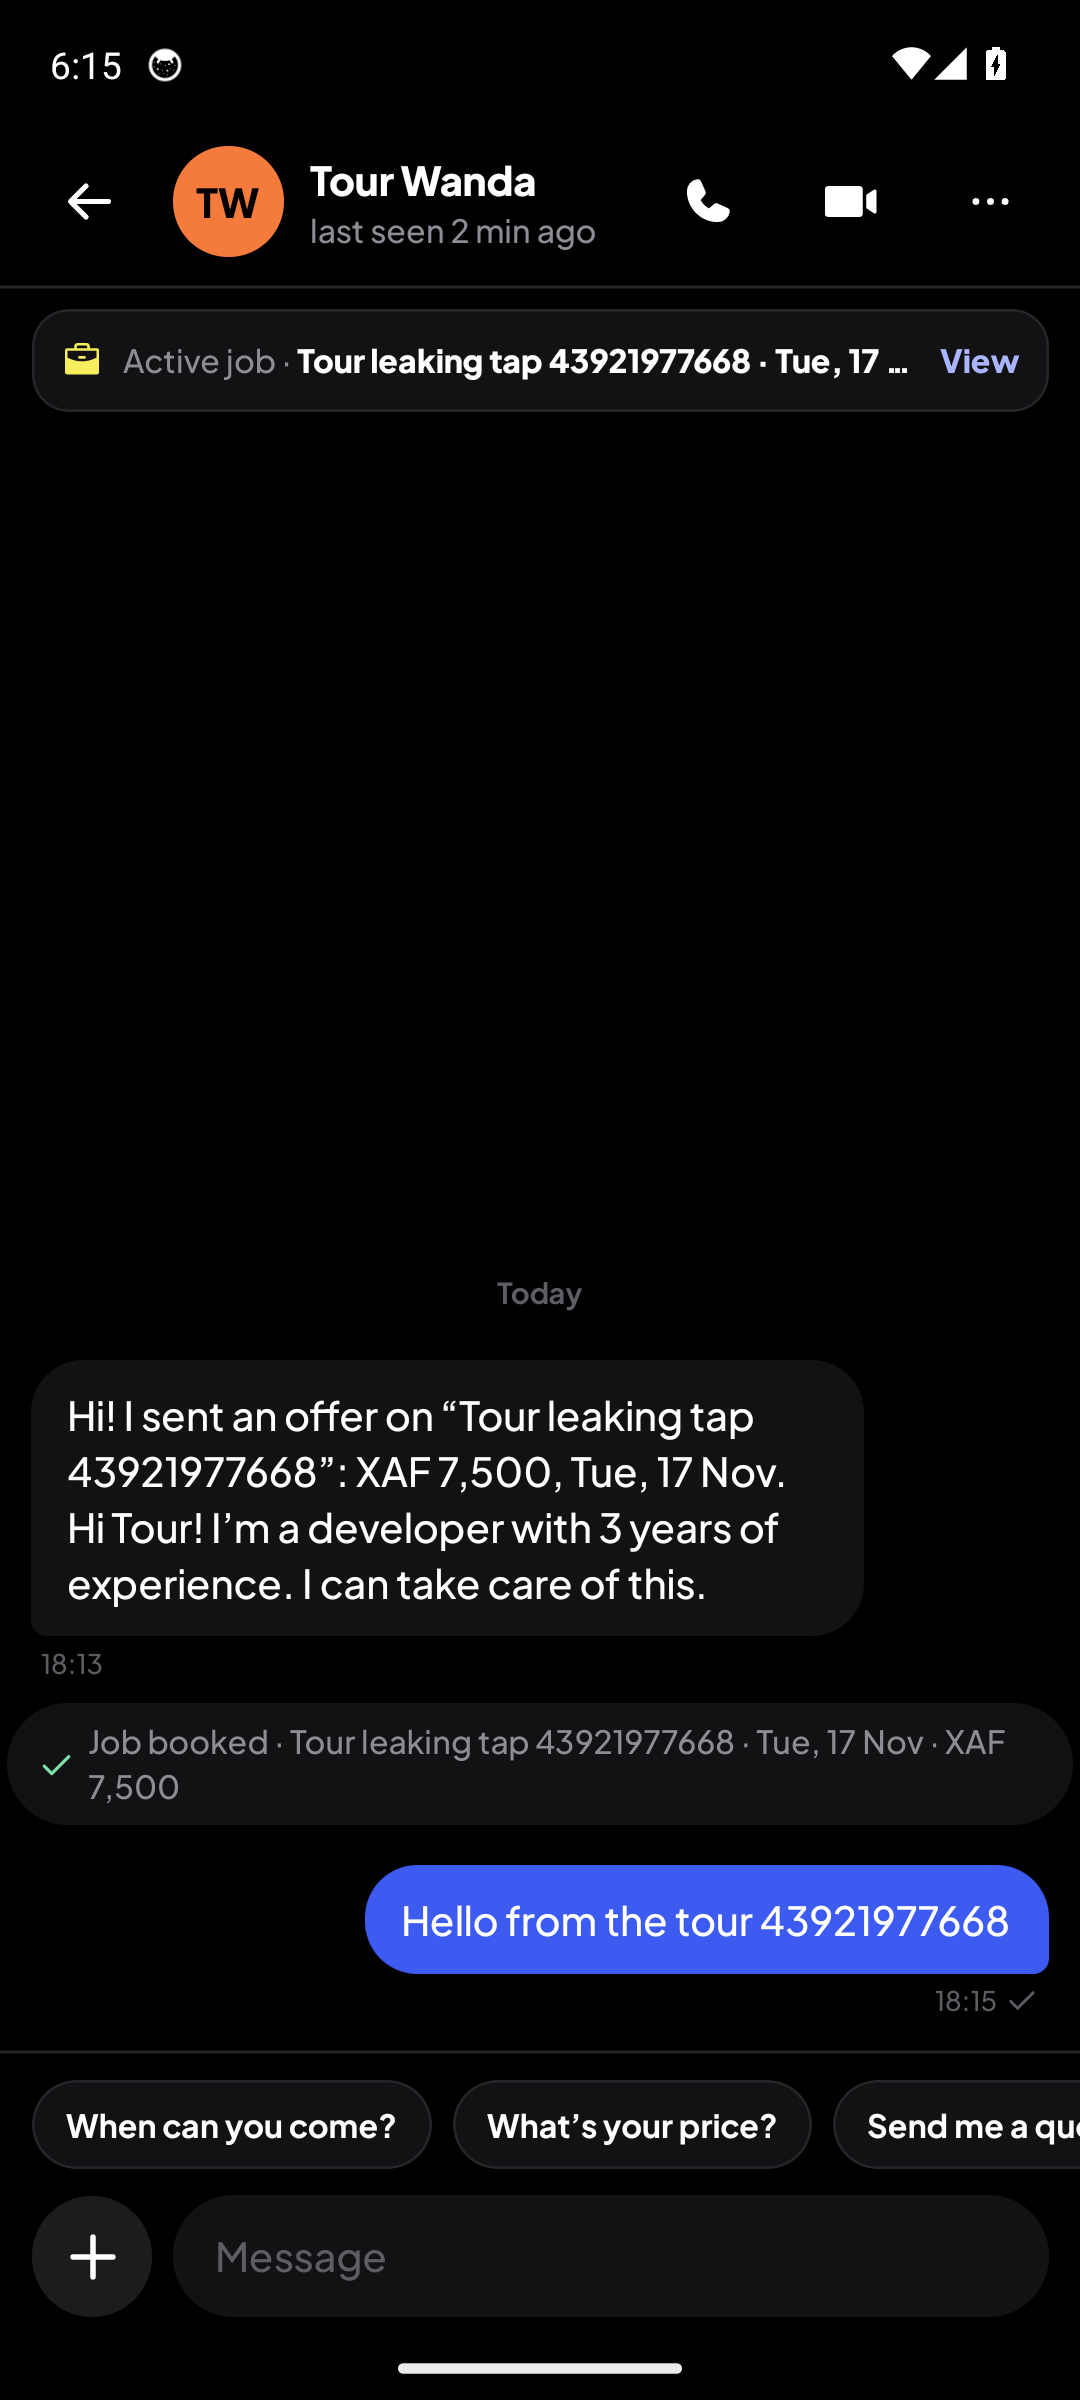 6:15
TW
Tour Wanda
last seen 2 min ago
Active job · Tour leaking tap 43921977668 · Tue, 17 ...
View
Today
Hi! I sent an offer on “Tour leaking tap
43921977668”: XAF 7,500, Tue, 17 Nov.
Hi Tour! I’m a developer with 3 years of
experience. I can take care of this.
18:13
Job booked · Tour leaking tap 43921977668 · Tue, 17 Nov · XAF
7,500
Hello from the tour 43921977668
18:15
When can you come?
What’s your price?
Send me a
Message